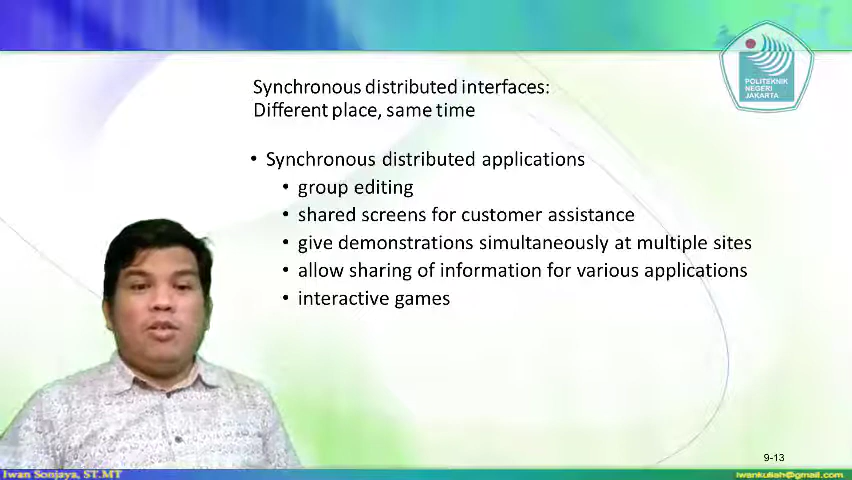 POLITEKNIK
NEGERI
JAKARTA
Synchronous distributed interfaces:
Different place, same time
• Synchronous distributed applications
• group editing
• shared screens for customer assistance
• give demonstrations simultaneously at multiple sites
• allow sharing of information for various applications
• interactive games
9-13
Iwan Sonjaya, ST.MT
iwankuliah@gmail.com